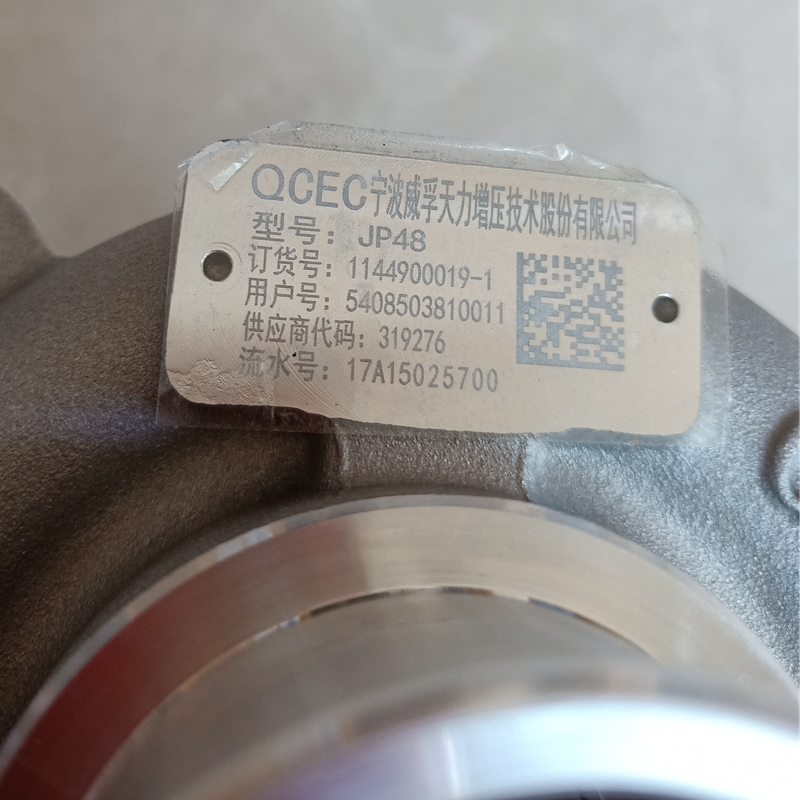 QCEC宁波威孚天力增压技术股份有限公司
型号：JP48
订货号：1144900019-1
用户号：5408503810011
供应商代码：319276
流水号：17A15025700